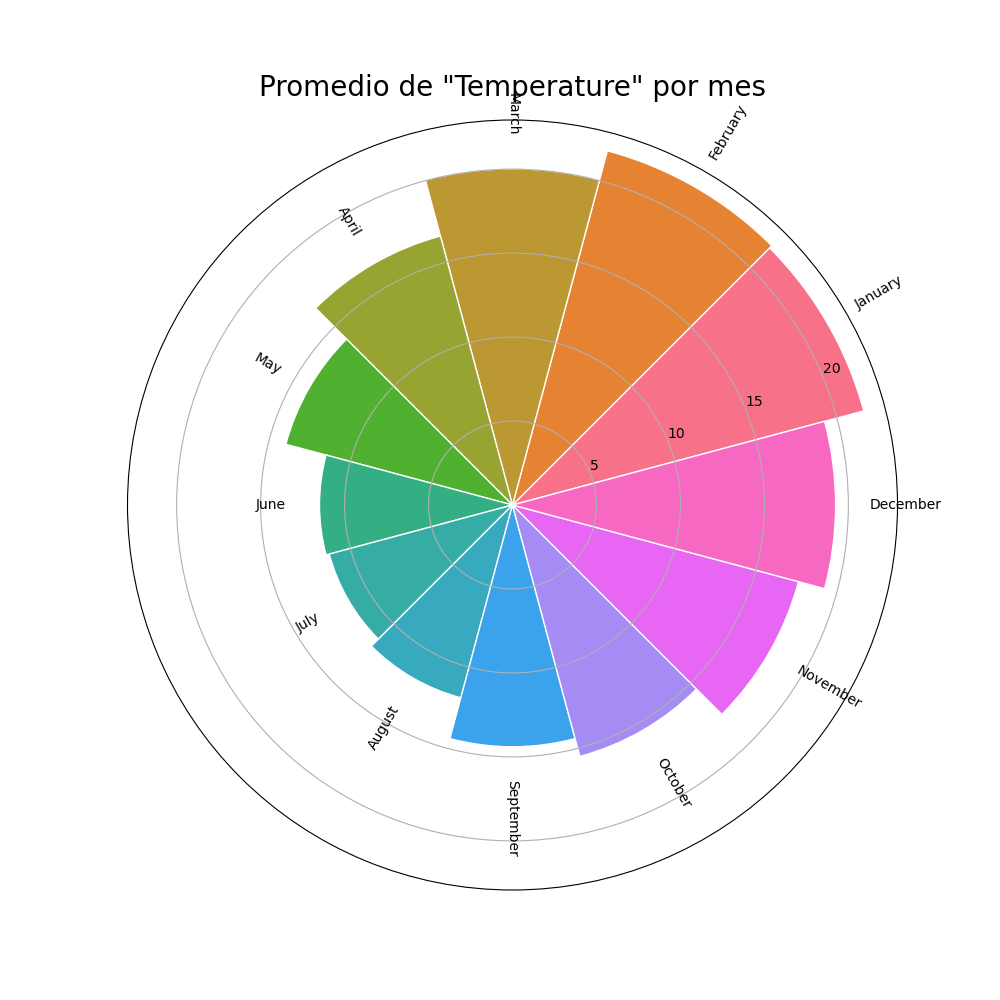 Promedio de "Temperature" por mes
March
February
April
January
May
20
15
10
5
June
December
July
November
August
October
September